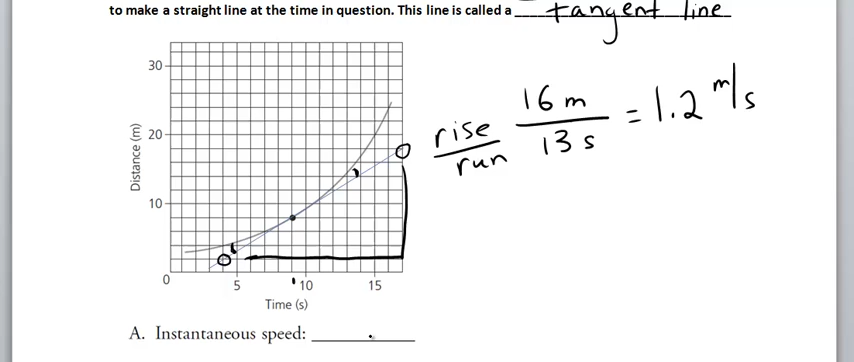 to make a straight line at the time in question. This line is called a tangent line
30
20
10
0
5
10
15
Distance (m)
Time (s)
rise
run
16 m
13 s
= 1.2 m/s
A. Instantaneous speed: